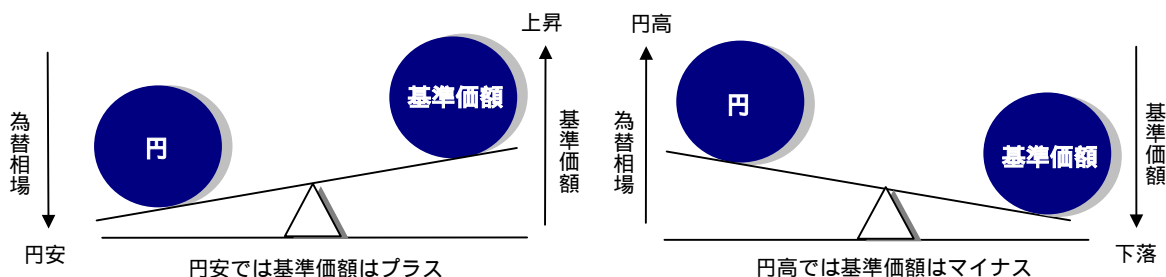 上昇
基準価額
円
為替相場
基準価額
円安
円安では基準価額はプラス
円高
円
基準価額
為替相場
基準価額
下落
円高では基準価額はマイナス